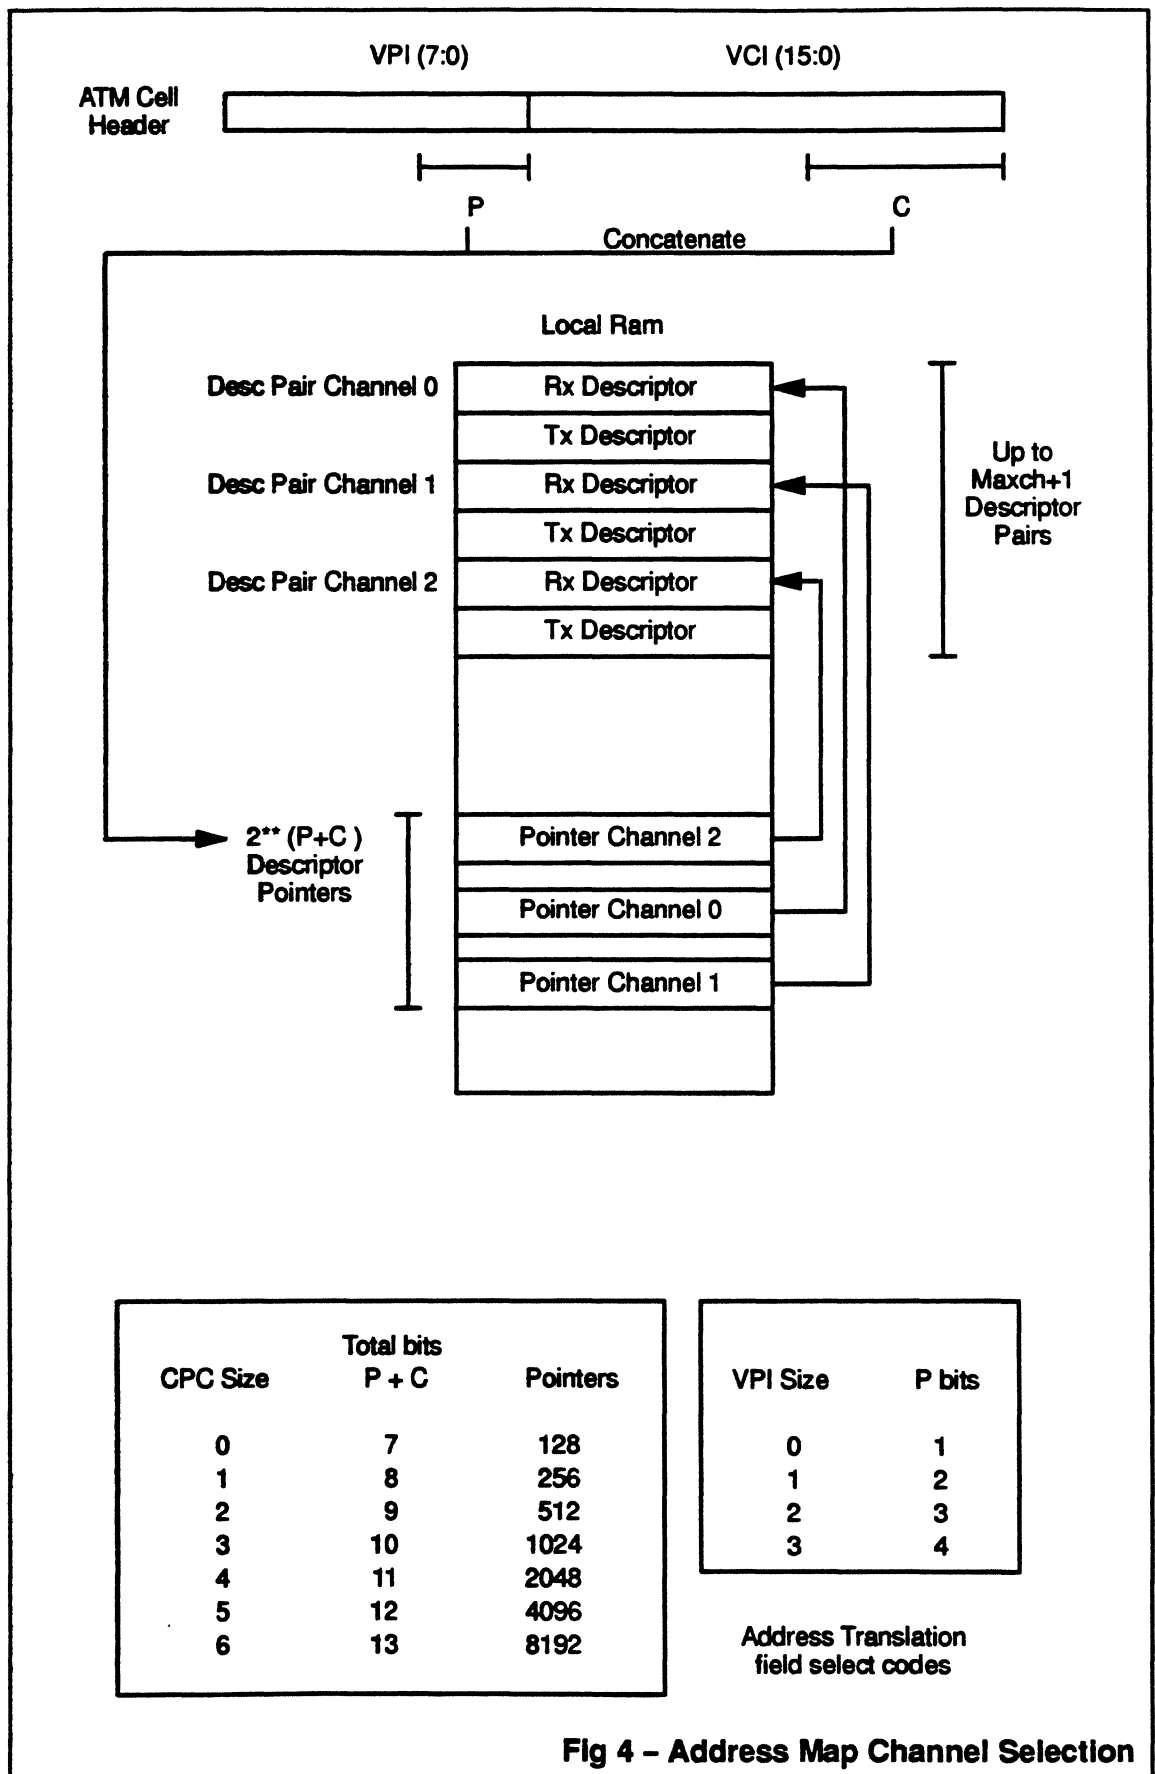 VPI (7:0) VCI (15:0)
ATM Cell
Header
P C
Concatenate
Local Ram
Desc Pair Channel 0 Rx Descriptor
Tx Descriptor
Desc Pair Channel 1 Rx Descriptor
Tx Descriptor
Desc Pair Channel 2 Rx Descriptor
Tx Descriptor
Up to
Maxch+1
Descriptor
Pairs
2** (P+C )
Descriptor
Pointers
Pointer Channel 2
Pointer Channel 0
Pointer Channel 1
Total bits
CPC Size P + C Pointers
0 7 128
1 8 256
2 9 512
3 10 1024
4 11 2048
5 12 4096
6 13 8192
VPI Size P bits
0 1
1 2
2 3
3 4
Address Translation
field select codes
Fig 4 – Address Map Channel Selection